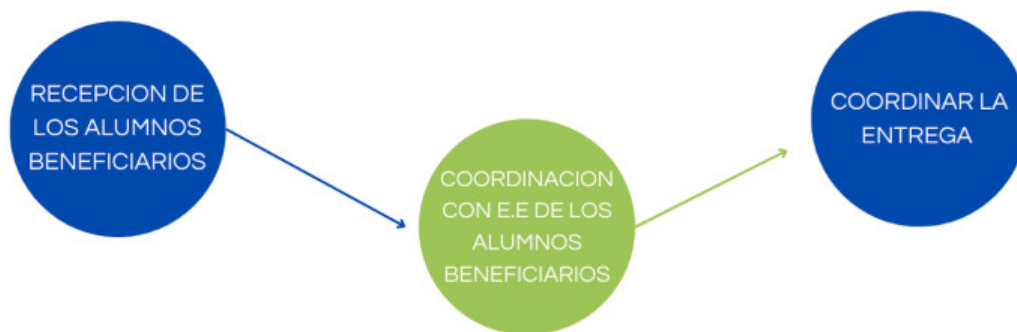 RECEPCION DE
LOS ALUMNOS
BENEFICIARIOS
COORDINACION
CON E.E DE LOS
ALUMNOS
BENEFICIARIOS
COORDINAR LA
ENTREGA